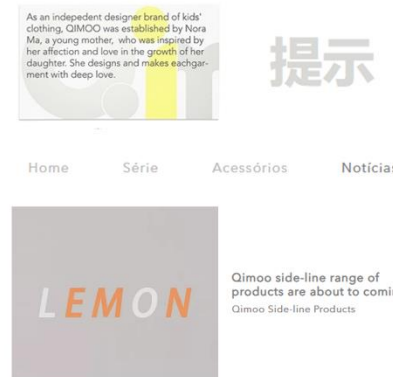 As an indepedent designer brand of kids'
clothing, QIMOO was established by Nora
Ma, a young mother, who was inspired by
her affection and love in the growth of her
daughter. She designs and makes eachgar-
ment with deep love.
提示
Home Série Acessórios Notícias
LEMON
Qimoo side-line range of
products are about to comin
Qimoo Side-line Products